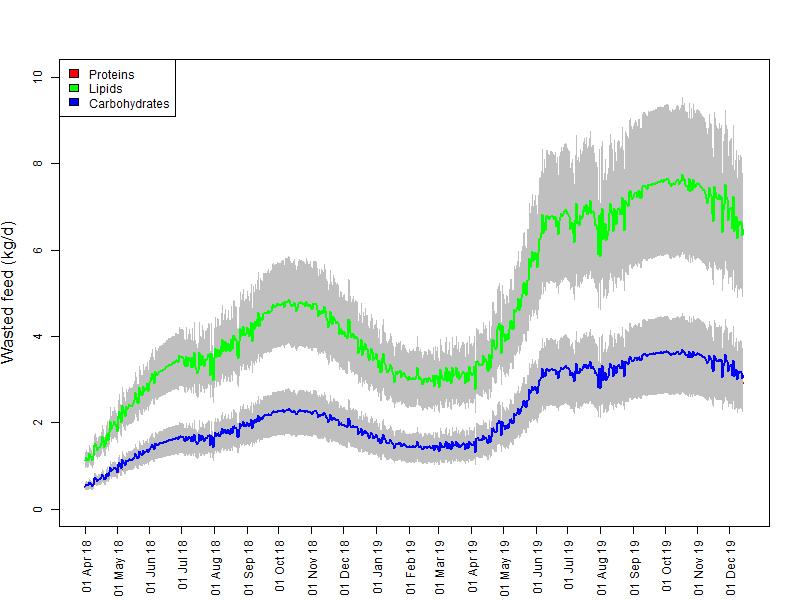 Proteins
Lipids
Carbohydrates
Wasted feed (kg/d)
10
8
6
4
2
0
01 Apr 18
01 May 18
01 Jun 18
01 Jul 18
01 Aug 18
01 Sep 18
01 Oct 18
01 Nov 18
01 Dec 18
01 Jan 19
01 Feb 19
01 Mar 19
01 Apr 19
01 May 19
01 Jun 19
01 Jul 19
01 Aug 19
01 Sep 19
01 Oct 19
01 Nov 19
01 Dec 19